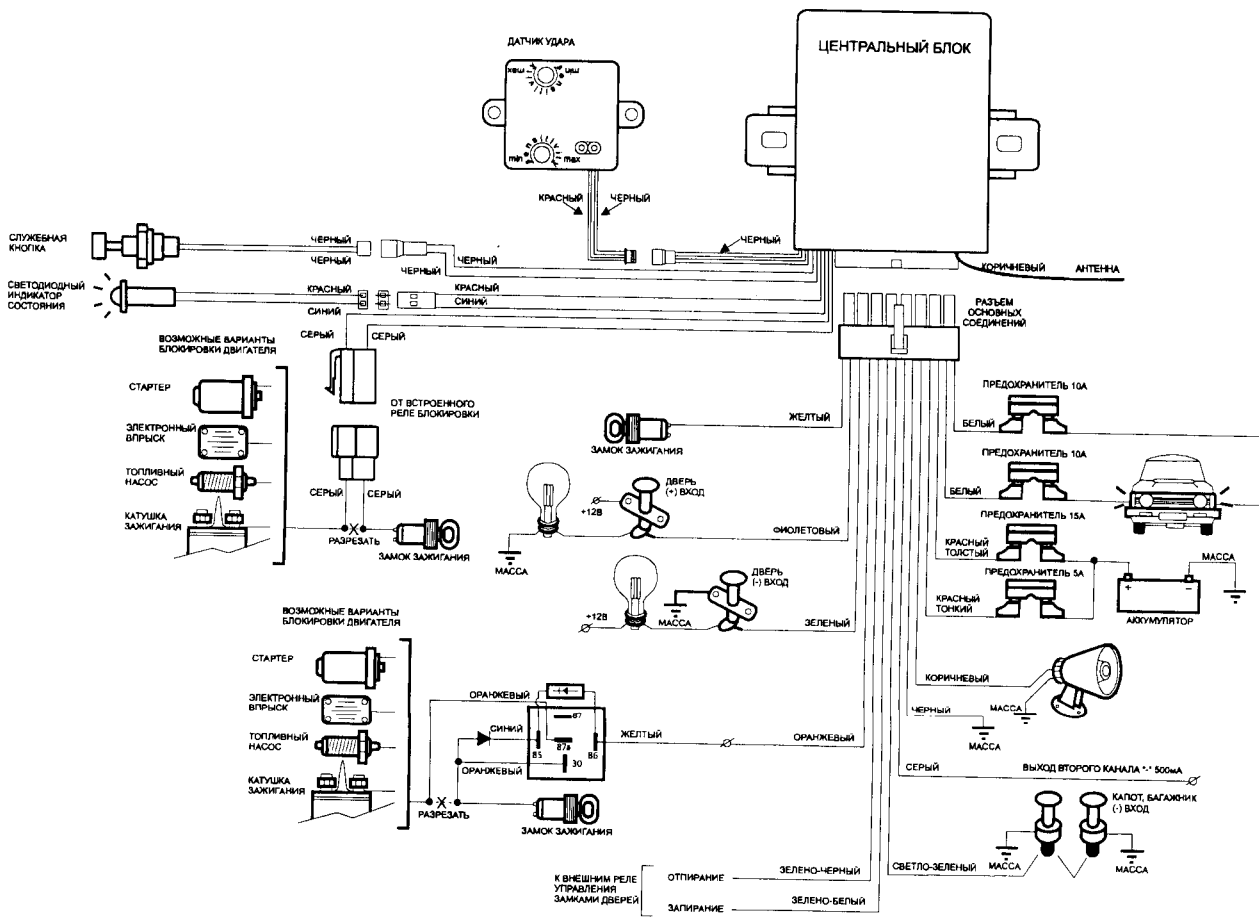 ДАТЧИК УДАРА
ЦЕНТРАЛЬНЫЙ БЛОК
max
min
min
max
sensitivity
КРАСНЫЙ
ЧЕРНЫЙ
ЧЕРНЫЙ
СЛУЖЕБНАЯ
КНОПКА
ЧЕРНЫЙ
ЧЕРНЫЙ
ЧЕРНЫЙ
ЧЕРНЫЙ
КОРИЧНЕВЫЙ
АНТЕННА
СВЕТОДИОДНЫЙ
ИНДИКАТОР
СОСТОЯНИЯ
КРАСНЫЙ
СИНИЙ
КРАСНЫЙ
СИНИЙ
СЕРЫЙ
СЕРЫЙ
РАЗЪЕМ
ОСНОВНЫХ
СОЕДИНЕНИЙ
ВОЗМОЖНЫЕ ВАРИАНТЫ
БЛОКИРОВКИ ДВИГАТЕЛЯ
СТАРТЕР
ЭЛЕКТРОННЫЙ
ВПРЫСК
ТОПЛИВНЫЙ
НАСОС
КАТУШКА
ЗАЖИГАНИЯ
ОТ ВСТРОЕННОГО
РЕЛЕ БЛОКИРОВКИ
СЕРЫЙ
СЕРЫЙ
РАЗРЕЗАТЬ
ЗАМОК ЗАЖИГАНИЯ
ЖЕЛТЫЙ
ЗАМОК ЗАЖИГАНИЯ
ДВЕРЬ
(+) ВХОД
+12В
ФИОЛЕТОВЫЙ
МАССА
ДВЕРЬ
(-) ВХОД
+12В
МАССА
ЗЕЛЕНЫЙ
ПРЕДОХРАНИТЕЛЬ 10А
БЕЛЫЙ
ПРЕДОХРАНИТЕЛЬ 10А
БЕЛЫЙ
ПРЕДОХРАНИТЕЛЬ 15А
КРАСНЫЙ
ТОЛСТЫЙ
МАССА
ПРЕДОХРАНИТЕЛЬ 5А
КРАСНЫЙ
ТОНКИЙ
+
−
АККУМУЛЯТОР
КОРИЧНЕВЫЙ
МАССА
ЧЕРНЫЙ
МАССА
ВОЗМОЖНЫЕ ВАРИАНТЫ
БЛОКИРОВКИ ДВИГАТЕЛЯ
СТАРТЕР
ЭЛЕКТРОННЫЙ
ВПРЫСК
ТОПЛИВНЫЙ
НАСОС
КАТУШКА
ЗАЖИГАНИЯ
ОРАНЖЕВЫЙ
СИНИЙ
ОРАНЖЕВЫЙ
87
87а
85
86
30
ЖЕЛТЫЙ
ОРАНЖЕВЫЙ
РАЗРЕЗАТЬ
ЗАМОК ЗАЖИГАНИЯ
СЕРЫЙ
ВЫХОД ВТОРОГО КАНАЛА "-" 500мА
КАПОТ, БАГАЖНИК
(-) ВХОД
СВЕТЛО-ЗЕЛЕНЫЙ
МАССА
МАССА
К ВНЕШНИМ РЕЛЕ
УПРАВЛЕНИЯ
ЗАМКАМИ ДВЕРЕЙ
ОТПИРАНИЕ
ЗЕЛЕНО-ЧЕРНЫЙ
ЗАПИРАНИЕ
ЗЕЛЕНО-БЕЛЫЙ